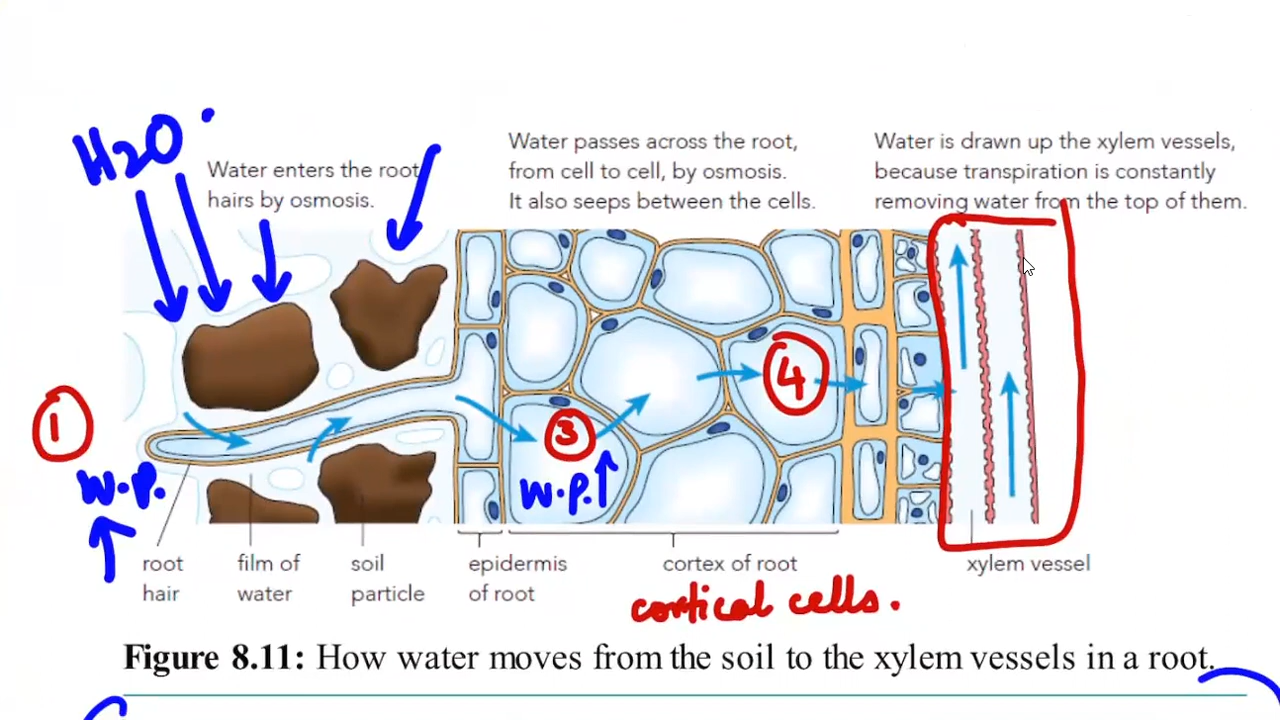 H2O
Water enters the root
hairs by osmosis.
Water passes across the root,
from cell to cell, by osmosis.
It also seeps between the cells.
Water is drawn up the xylem vessels,
because transpiration is constantly
removing water from the top of them.
1
W.P.
3
W.P.
4
root
hair
film of
water
soil
particle
epidermis
of root
cortex of root
xylem vessel
cortical cells.
Figure 8.11: How water moves from the soil to the xylem vessels in a root.